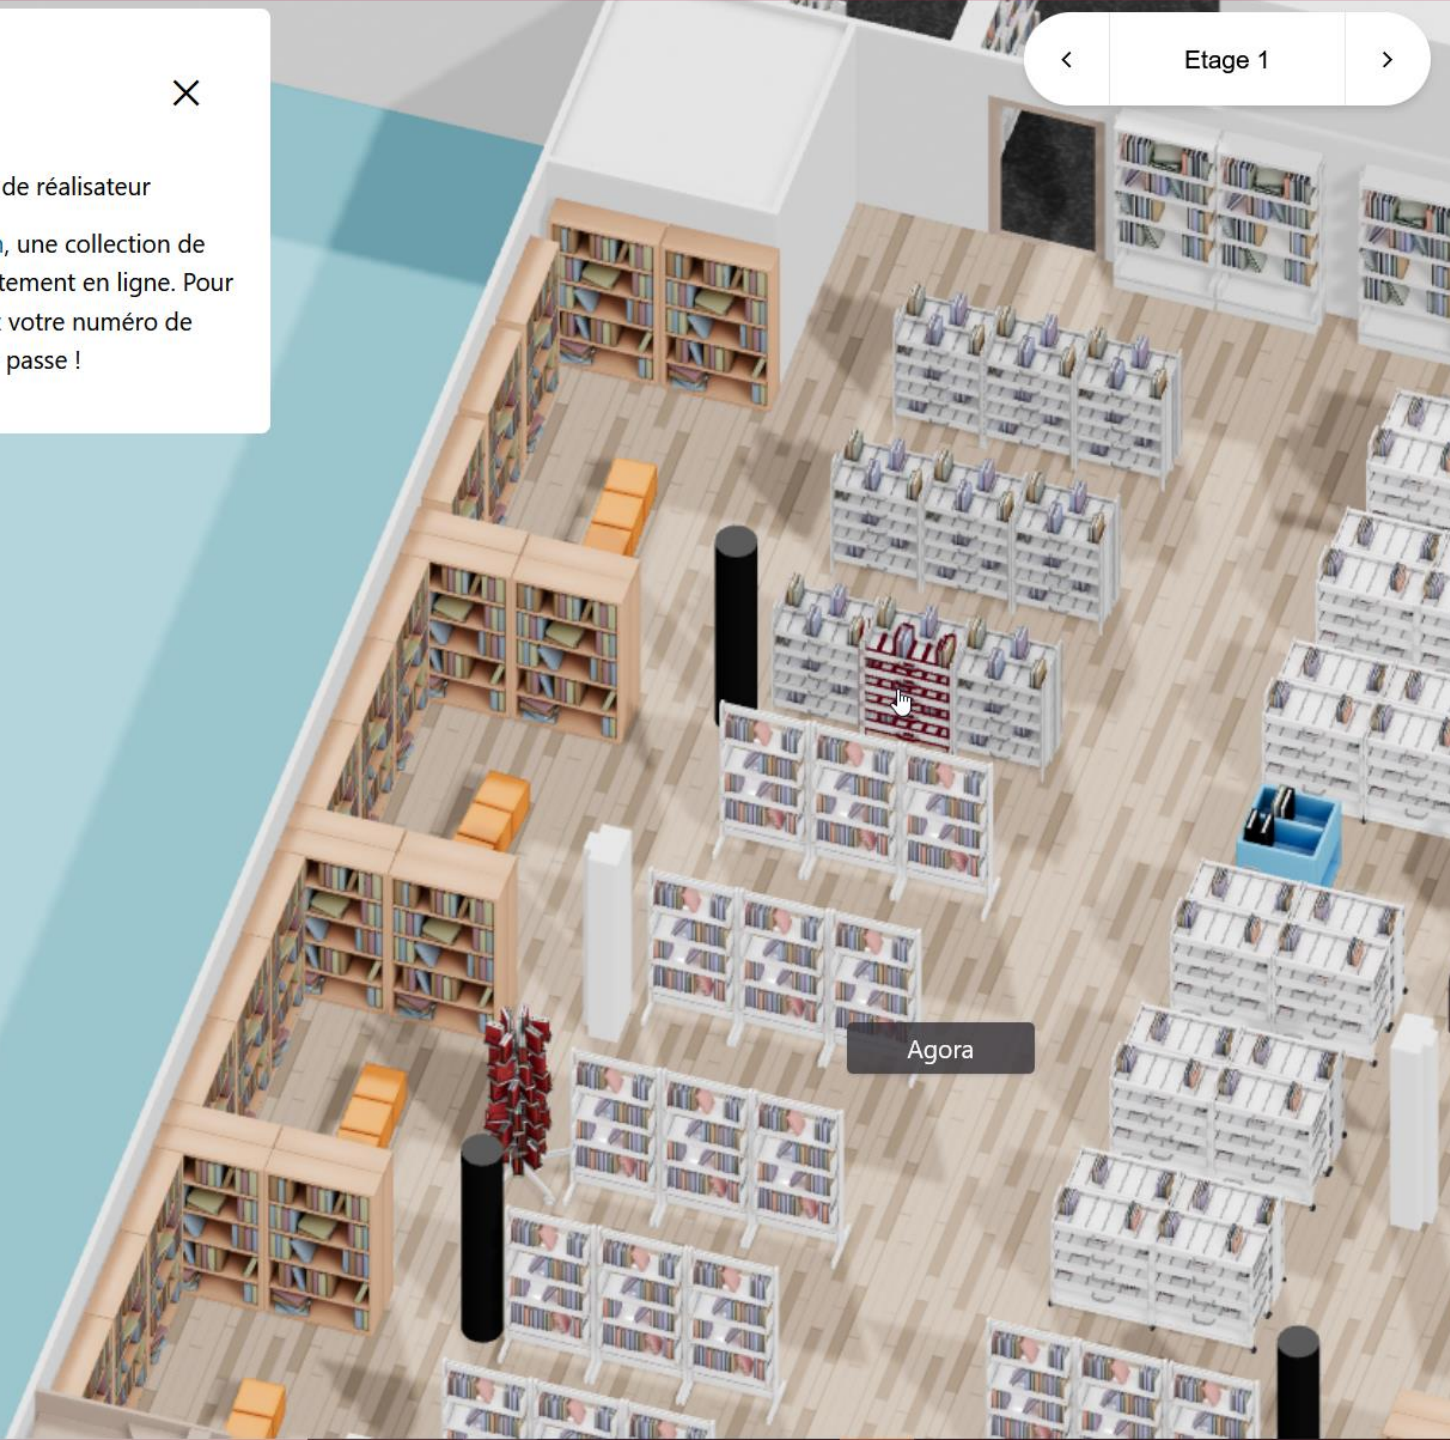 Etage 1
de réalisateur
, une collection de
tement en ligne. Pour
votre numéro de
passe !
Agora